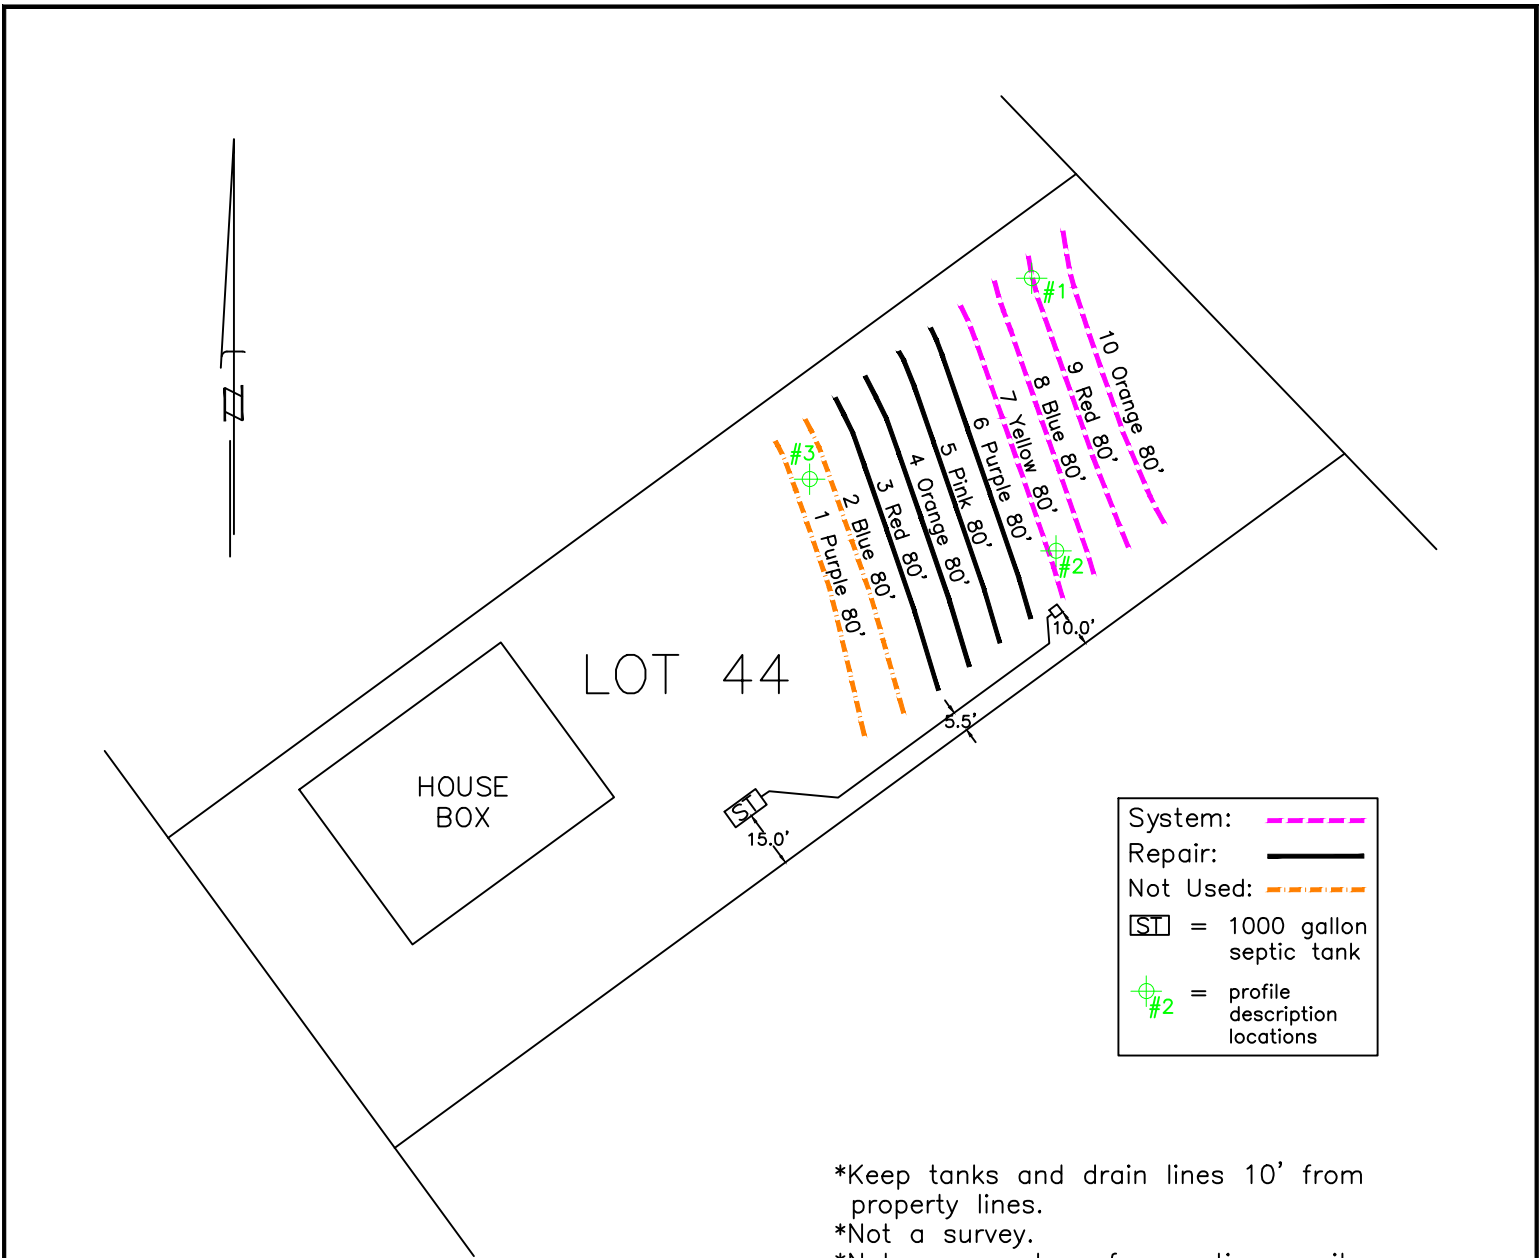 N
#1
10 Orange 80'
9 Red 80'
8 Blue 80'
7 Yellow 80'
6 Purple 80'
5 Pink 80'
4 Orange 80'
3 Red 80'
2 Blue 80'
1 Purple 80'
#3
#2
10.0'
LOT 44
5.5'
HOUSE
BOX
ST
15.0'
System:
Repair:
Not Used:
ST = 1000 gallon
septic tank
#2 = profile
description
locations
*Keep tanks and drain lines 10' from
property lines.
*Not a survey.